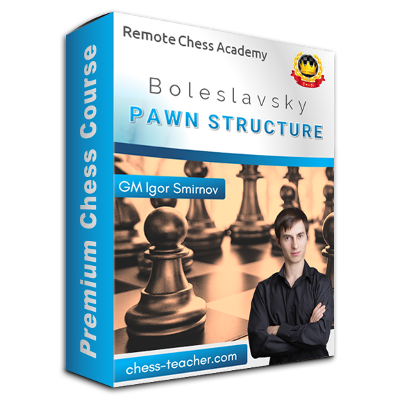 Remote Chess Academy
Boleslavsky
PAWN STRUCTURE
GM Igor Smirnov
chess-teacher.com
Premium Chess Course